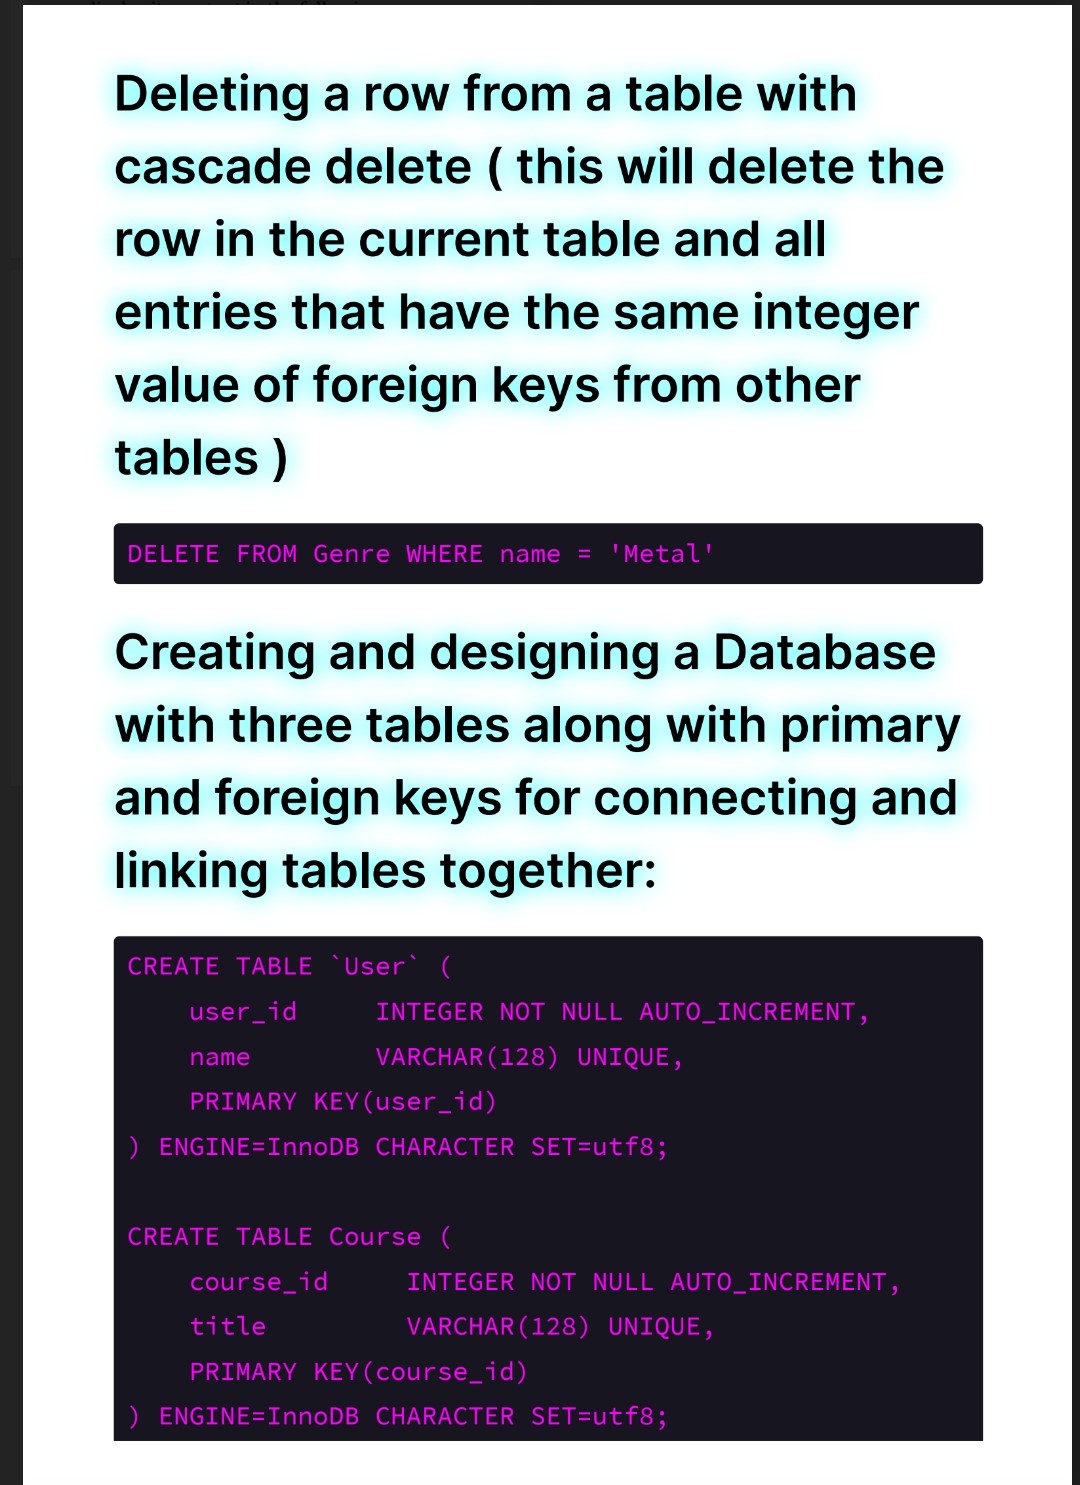 Deleting a row from a table with
cascade delete ( this will delete the
row in the current table and all
entries that have the same integer
value of foreign keys from other
tables )
DELETE FROM Genre WHERE name = 'Metal'
Creating and designing a Database
with three tables along with primary
and foreign keys for connecting and
linking tables together:
CREATE TABLE `User` (
    user_id     INTEGER NOT NULL AUTO_INCREMENT,
    name        VARCHAR(128) UNIQUE,
    PRIMARY KEY(user_id)
) ENGINE=InnoDB CHARACTER SET=utf8;
CREATE TABLE Course (
    course_id     INTEGER NOT NULL AUTO_INCREMENT,
    title         VARCHAR(128) UNIQUE,
    PRIMARY KEY(course_id)
) ENGINE=InnoDB CHARACTER SET=utf8;